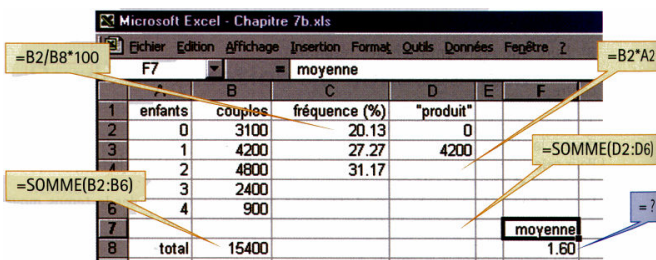 Microsoft Excel - Chapitre 7b.xls
Fichier Edition Affichage Insertion Format Outils Données Fenêtre ?
=B2/B8*100
=B2*A2
F7 = moyenne
A B C D E F
1 enfants couples fréquence (%) "produit"
2 0 3100 20.13 0
3 1 4200 27.27 4200
=SOMME(D2:D6)
4 2 4800 31.17
=SOMME(B2:B6)
3 2400
6 4 900
= ?
7 moyenne
8 total 15400 1.60